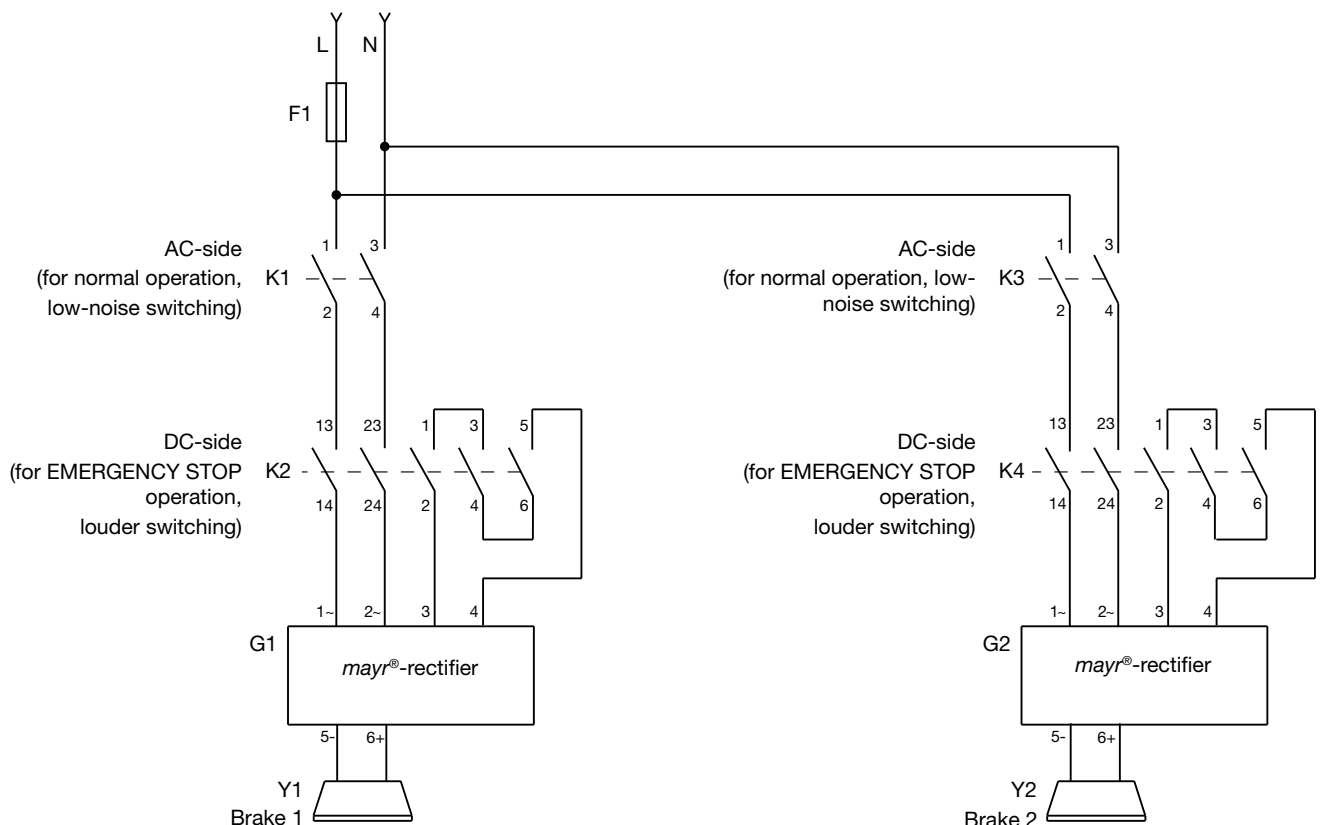 L N
F1
AC-side
(for normal operation,
low-noise switching)
K1
1 3
2 4
AC-side
(for normal operation, low-
noise switching)
K3
1 3
2 4
DC-side
(for EMERGENCY STOP
operation,
louder switching)
K2
13 23 1 3 5
14 24 2 4 6
DC-side
(for EMERGENCY STOP
operation,
louder switching)
K4
13 23 1 3 5
14 24 2 4 6
1~ 2~ 3 4
G1
mayr®-rectifier
5- 6+
Y1
Brake 1
1~ 2~ 3 4
G2
mayr®-rectifier
5- 6+
Y2
Brake 2